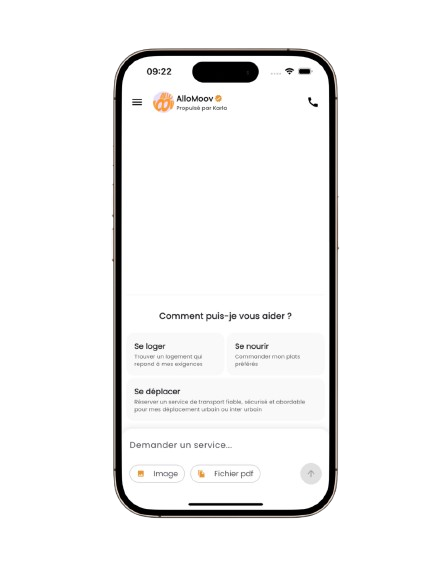 09:22
AlloMoov
Propulsé par Karla
Comment puis-je vous aider ?
Se loger
Trouver un logement qui
repond à mes exigences
Se nourir
Commander mon plats
préférés
Se déplacer
Réserver un service de transport fiable, sécurisé et abordable
pour mes déplacement urbain ou inter urbain
Demander un service...
Image
Fichier pdf